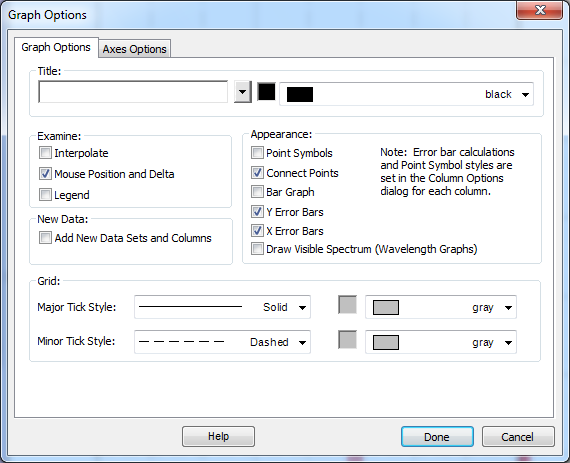 Graph Options
Graph Options
Axes Options
Title:
black
Examine:
Interpolate
Mouse Position and Delta
Legend
New Data:
Add New Data Sets and Columns
Appearance:
Point Symbols
Connect Points
Bar Graph
Y Error Bars
X Error Bars
Draw Visible Spectrum (Wavelength Graphs)
Note: Error bar calculations
and Point Symbol styles are
set in the Column Options
dialog for each column.
Grid:
Major Tick Style:
Solid
gray
Minor Tick Style:
Dashed
gray
Help
Done
Cancel